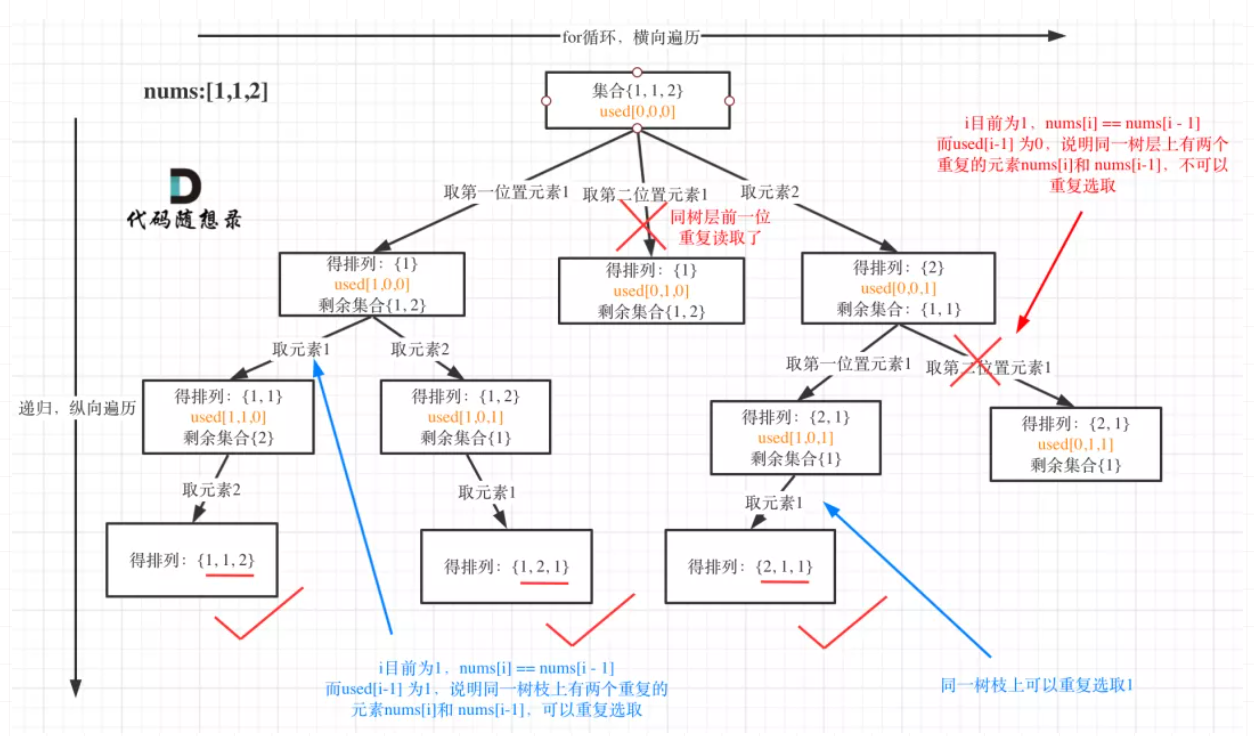 for循环，横向遍历
nums:[1,1,2]
集合{1, 1, 2}
used[0,0,0]
i目前为1，nums[i] == nums[i - 1]
而used[i-1] 为0，说明同一树层上有两个
重复的元素nums[i]和 nums[i-1]，不可以
重复选取
代码随想录
取第一位置元素1
取第二位置元素1
取元素2
同树层前一位
重复读取了
得排列：{1}
used[1,0,0]
剩余集合{1, 2}
得排列：{1}
used[0,1,0]
剩余集合{1, 2}
得排列：{2}
used[0,0,1]
剩余集合：{1, 1}
取元素1
取元素2
取第一位置元素1
取第二位置元素1
递归，纵向遍历
得排列：{1, 1}
used[1,1,0]
剩余集合{2}
得排列：{1, 2}
used[1,0,1]
剩余集合{1}
得排列：{2, 1}
used[1,0,1]
剩余集合{1}
得排列：{2, 1}
used[0,1,1]
剩余集合{1}
取元素2
取元素1
取元素1
得排列：{1, 1, 2}
得排列：{1, 2, 1}
得排列：{2, 1, 1}
i目前为1，nums[i] == nums[i - 1]
而used[i-1] 为1，说明同一树枝上有两个重复的
元素nums[i]和 nums[i-1]，可以重复选取
同一树枝上可以重复选取1